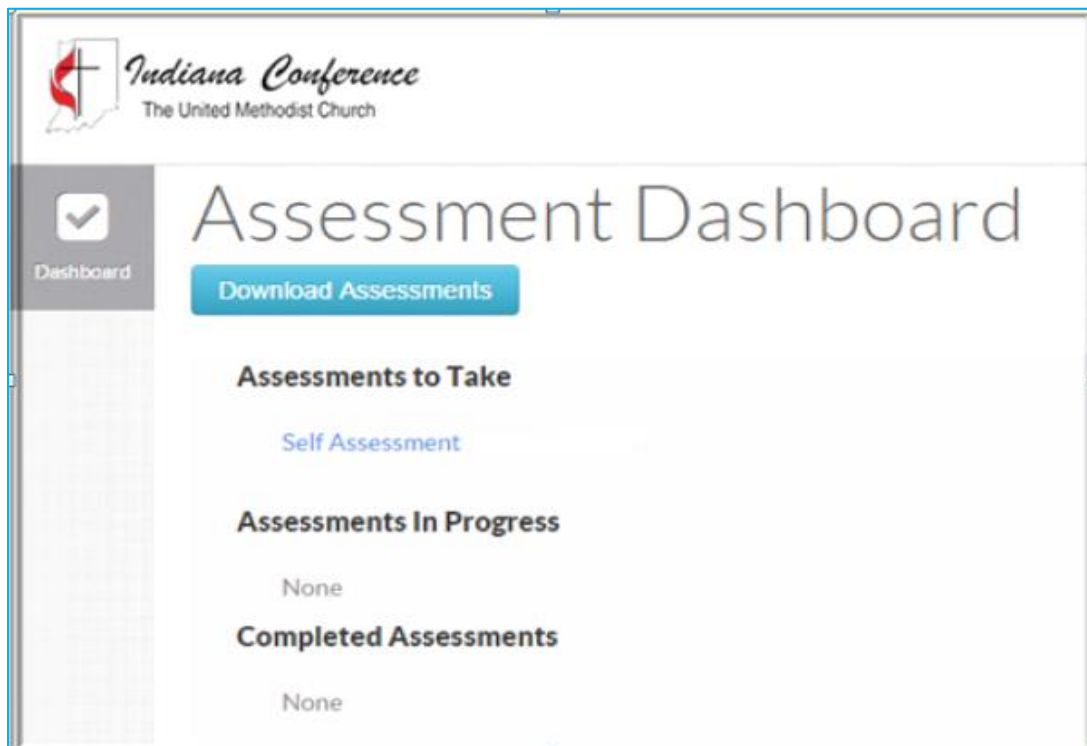 Indiana Conference
The United Methodist Church
Assessment Dashboard
Dashboard
Download Assessments
Assessments to Take
Self Assessment
Assessments In Progress
None
Completed Assessments
None